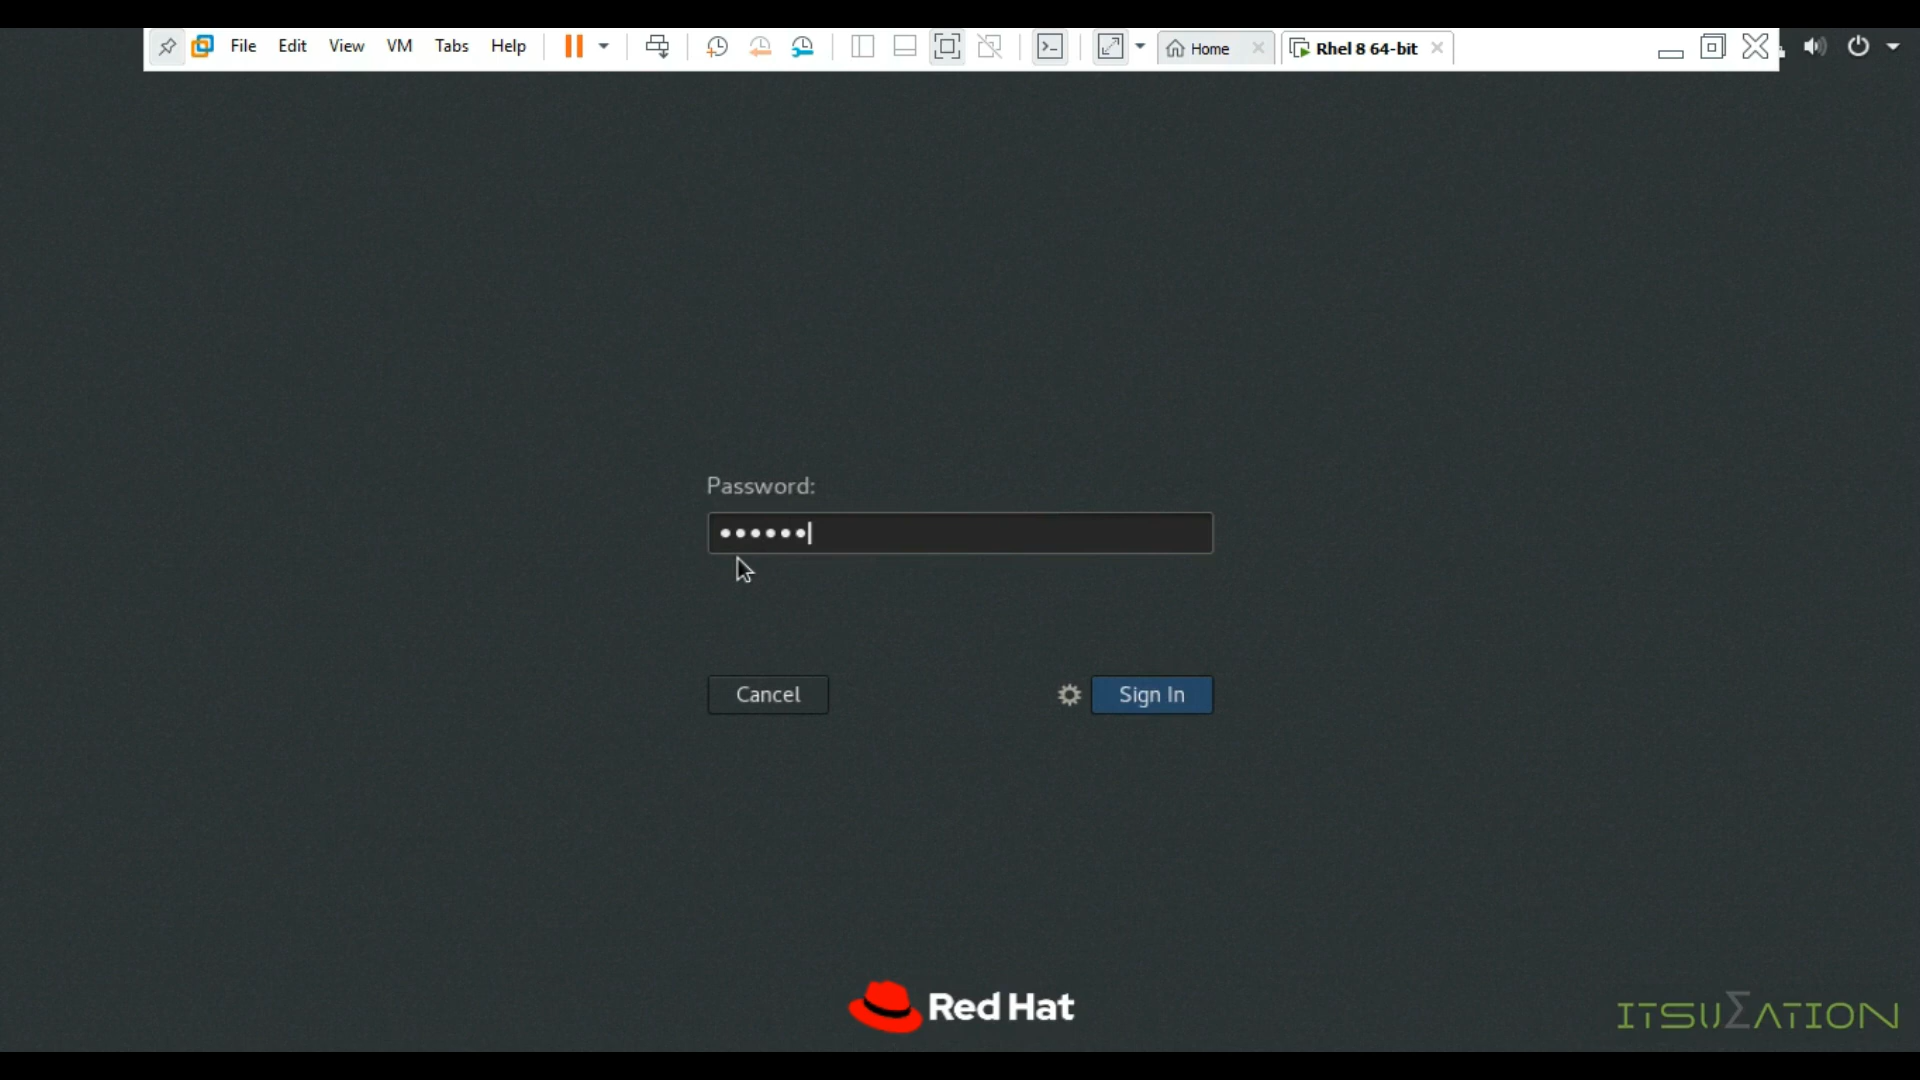 File Edit View VM Tabs Help Home Rhel 8 64-bit
Password:
Cancel Sign In
Red Hat
ITSUΣATION